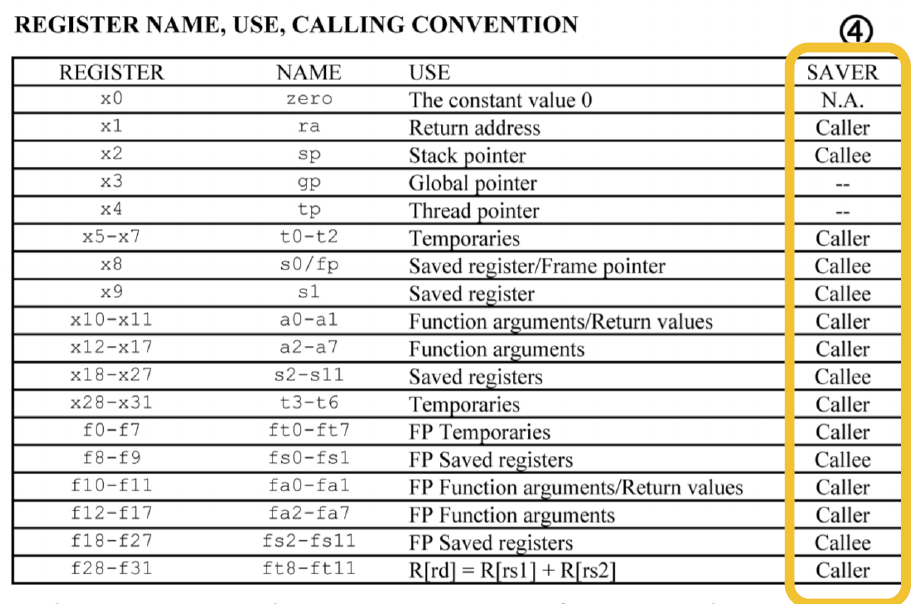 REGISTER NAME, USE, CALLING CONVENTION ④
REGISTER NAME USE SAVER
x0 zero The constant value 0 N.A.
x1 ra Return address Caller
x2 sp Stack pointer Callee
x3 gp Global pointer --
x4 tp Thread pointer --
x5-x7 t0-t2 Temporaries Caller
x8 s0/fp Saved register/Frame pointer Callee
x9 s1 Saved register Callee
x10-x11 a0-a1 Function arguments/Return values Caller
x12-x17 a2-a7 Function arguments Caller
x18-x27 s2-s11 Saved registers Callee
x28-x31 t3-t6 Temporaries Caller
f0-f7 ft0-ft7 FP Temporaries Caller
f8-f9 fs0-fs1 FP Saved registers Callee
f10-f11 fa0-fa1 FP Function arguments/Return values Caller
f12-f17 fa2-fa7 FP Function arguments Caller
f18-f27 fs2-fs11 FP Saved registers Callee
f28-f31 ft8-ft11 R[rd] = R[rs1] + R[rs2] Caller